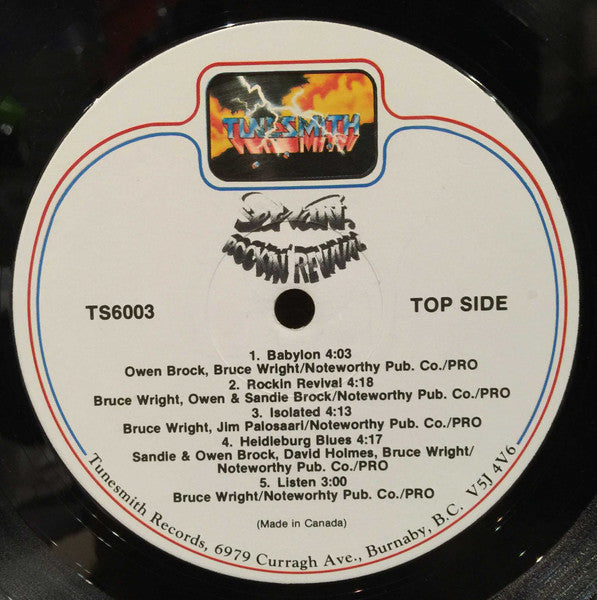 TUNESMITH
ROCKIN' REVIVAL
TS6003
TOP SIDE
1. Babylon 4:03
Owen Brock, Bruce Wright/Noteworthy Pub. Co./PRO
2. Rockin Revival 4:18
Bruce Wright, Owen & Sandie Brock/Noteworthy Pub. Co./PRO
3. Isolated 4:13
Bruce Wright, Jim Palosaari/Noteworthy Pub. Co./PRO
4. Heidleburg Blues 4:17
Sandie & Owen Brock, David Holmes, Bruce Wright/
Noteworthy Pub. Co./PRO
5. Listen 3:00
Bruce Wright/Noteworhty Pub. Co./PRO
(Made in Canada)
Tunesmith Records, 6979 Curragh Ave., Burnaby, B.C. V5J 4V6